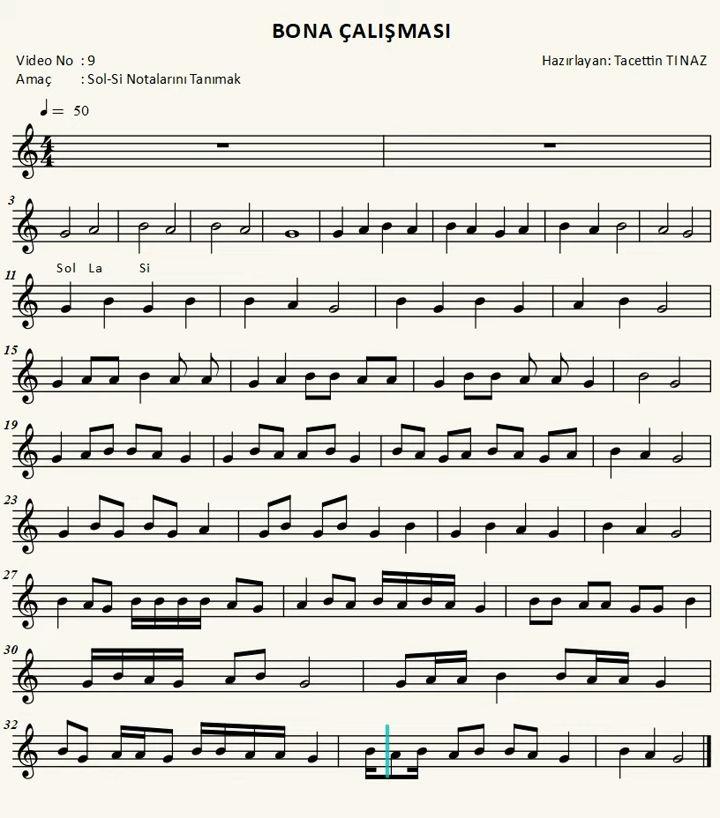 BONA ÇALIŞMASI
Video No : 9
Hazırlayan: Tacettin TINAZ
Amaç : Sol-Si Notalarını Tanımak
= 50
3
Sol La Si
11
15
19
23
27
30
32